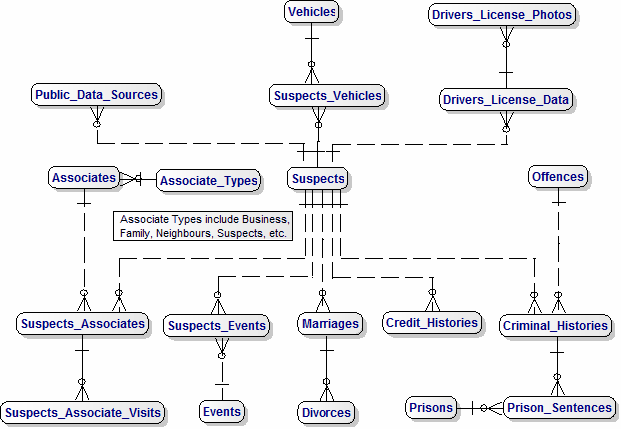 Vehicles
Drivers_License_Photos
Public_Data_Sources
Suspects_Vehicles
Drivers_License_Data
Associates
Associate_Types
Suspects
Offences
Associate Types include Business,
Family, Neighbours, Suspects, etc.
Suspects_Associates
Suspects_Events
Marriages
Credit_Histories
Criminal_Histories
Suspects_Associate_Visits
Events
Divorces
Prisons
Prison_Sentences